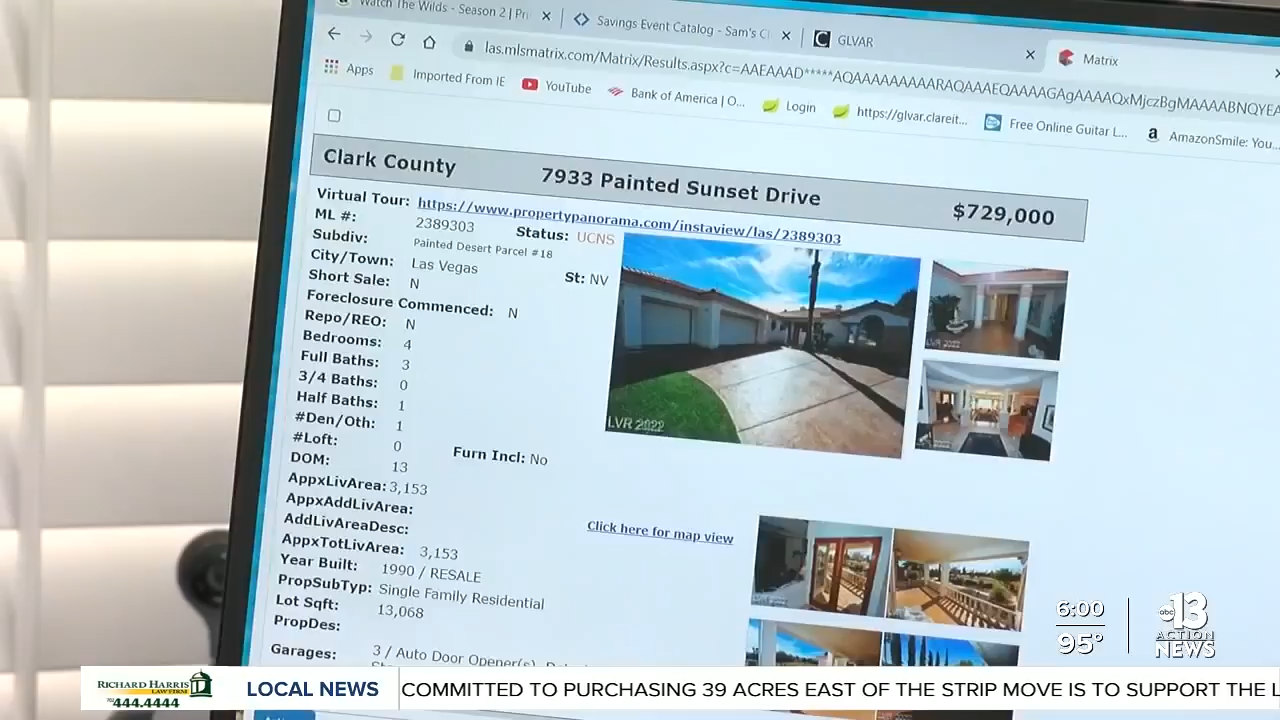 Watch The Wilds - Season 2 | Pri
Savings Event Catalog - Sam's C
GLVAR
Matrix
las.mlsmatrix.com/Matrix/Results.aspx?c=AAEAAAD*****AQAAAAAAAAARAQAAAEQAAAAGAgAAAAQxMjczBgMAAAABNQYEA
Apps
Imported From IE
YouTube
Bank of America | O...
Login
https://glvar.clareit...
Free Online Guitar L...
AmazonSmile: You...
Clark County 7933 Painted Sunset Drive $729,000
Virtual Tour: https://www.propertypanorama.com/instaview/las/2389303
ML #: 2389303 Status: UCNS
Subdiv: Painted Desert Parcel #18
City/Town: Las Vegas St: NV
Short Sale: N
Foreclosure Commenced: N
Repo/REO: N
Bedrooms: 4
Full Baths: 3
3/4 Baths: 0
Half Baths: 1
#Den/Oth: 1
#Loft: 0 Furn Incl: No
DOM: 13
AppxLivArea: 3,153
AppxAddLivArea:
AddLivAreaDesc:
AppxTotLivArea: 3,153
Year Built: 1990 / RESALE
PropSubTyp: Single Family Residential
Lot Sqft: 13,068
PropDes:
Garages: 3 / Auto Door Opener(s),
LVR 2022
LVR 2022
Click here for map view
6:00
95°
abc 13
ACTION
NEWS
RICHARD HARRIS
LAW FIRM
444.4444
LOCAL NEWS
COMMITTED TO PURCHASING 39 ACRES EAST OF THE STRIP MOVE IS TO SUPPORT THE L